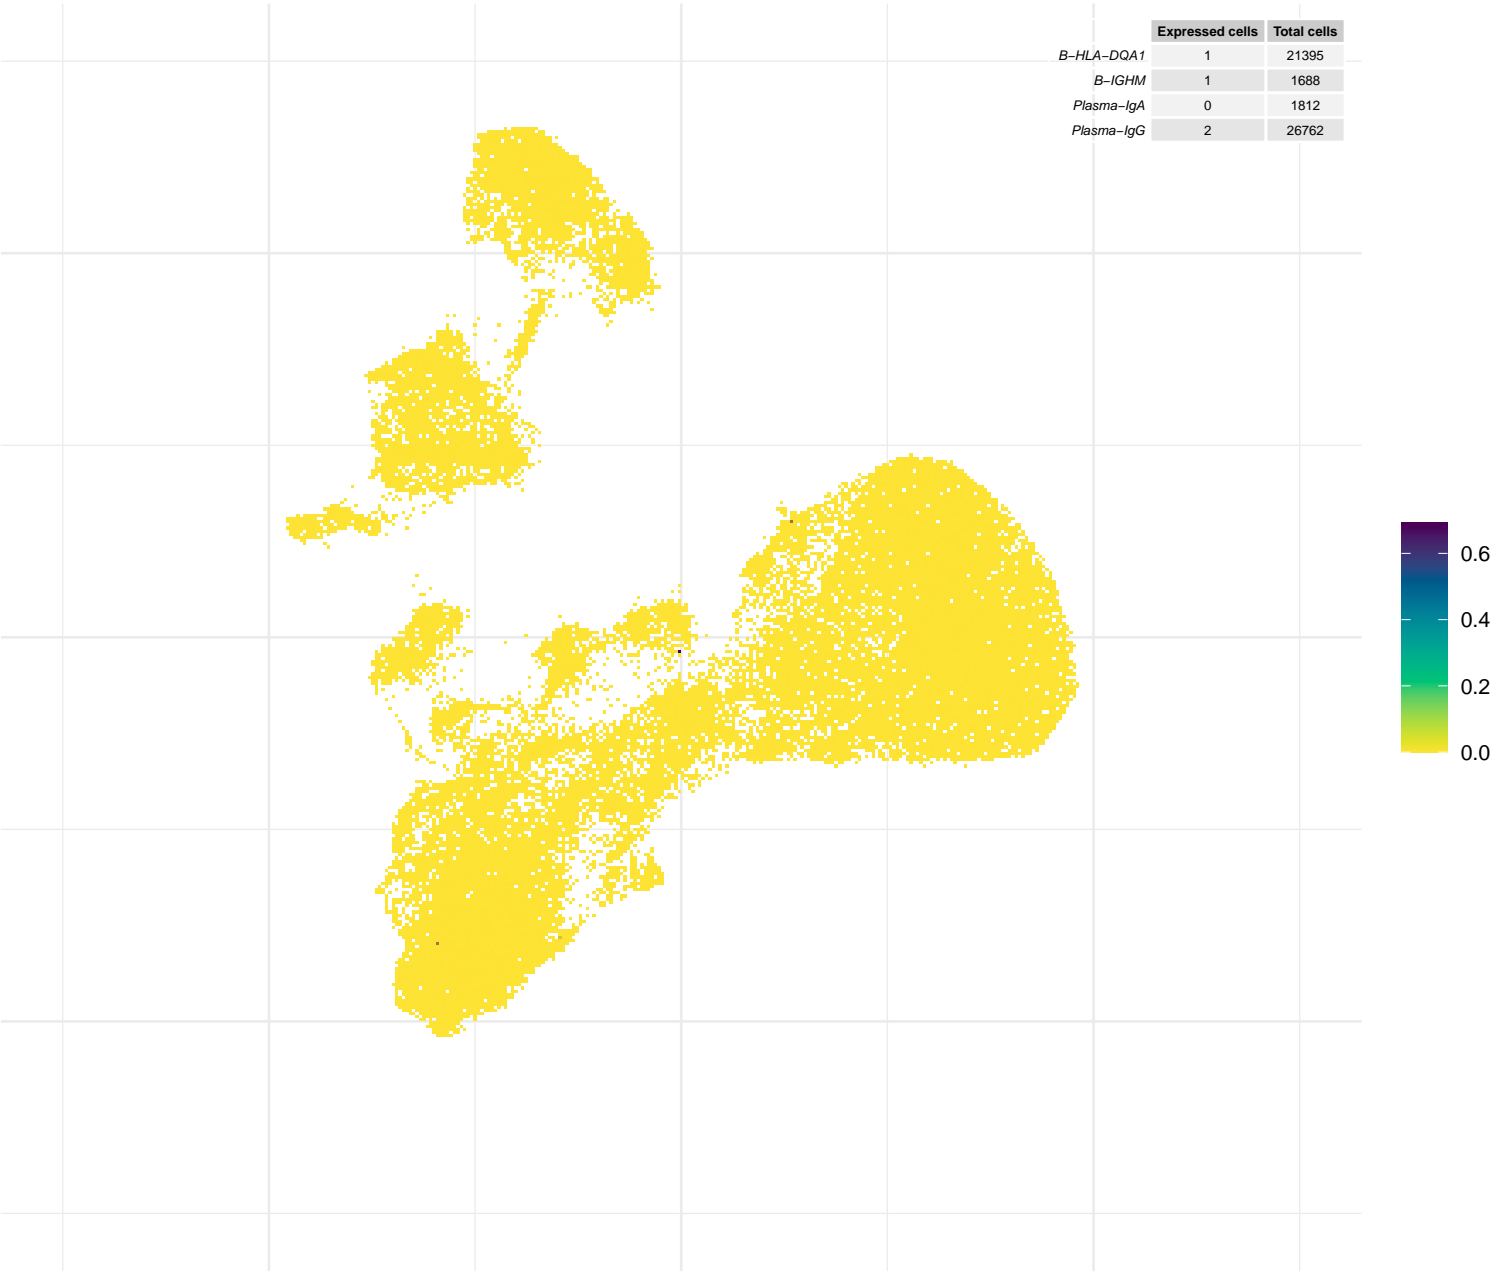 Expressed cells Total cells
B−HLA−DQA1 1 21395
B−IGHM 1 1688
Plasma−IgA 0 1812
Plasma−IgG 2 26762
0.6
0.4
0.2
0.0